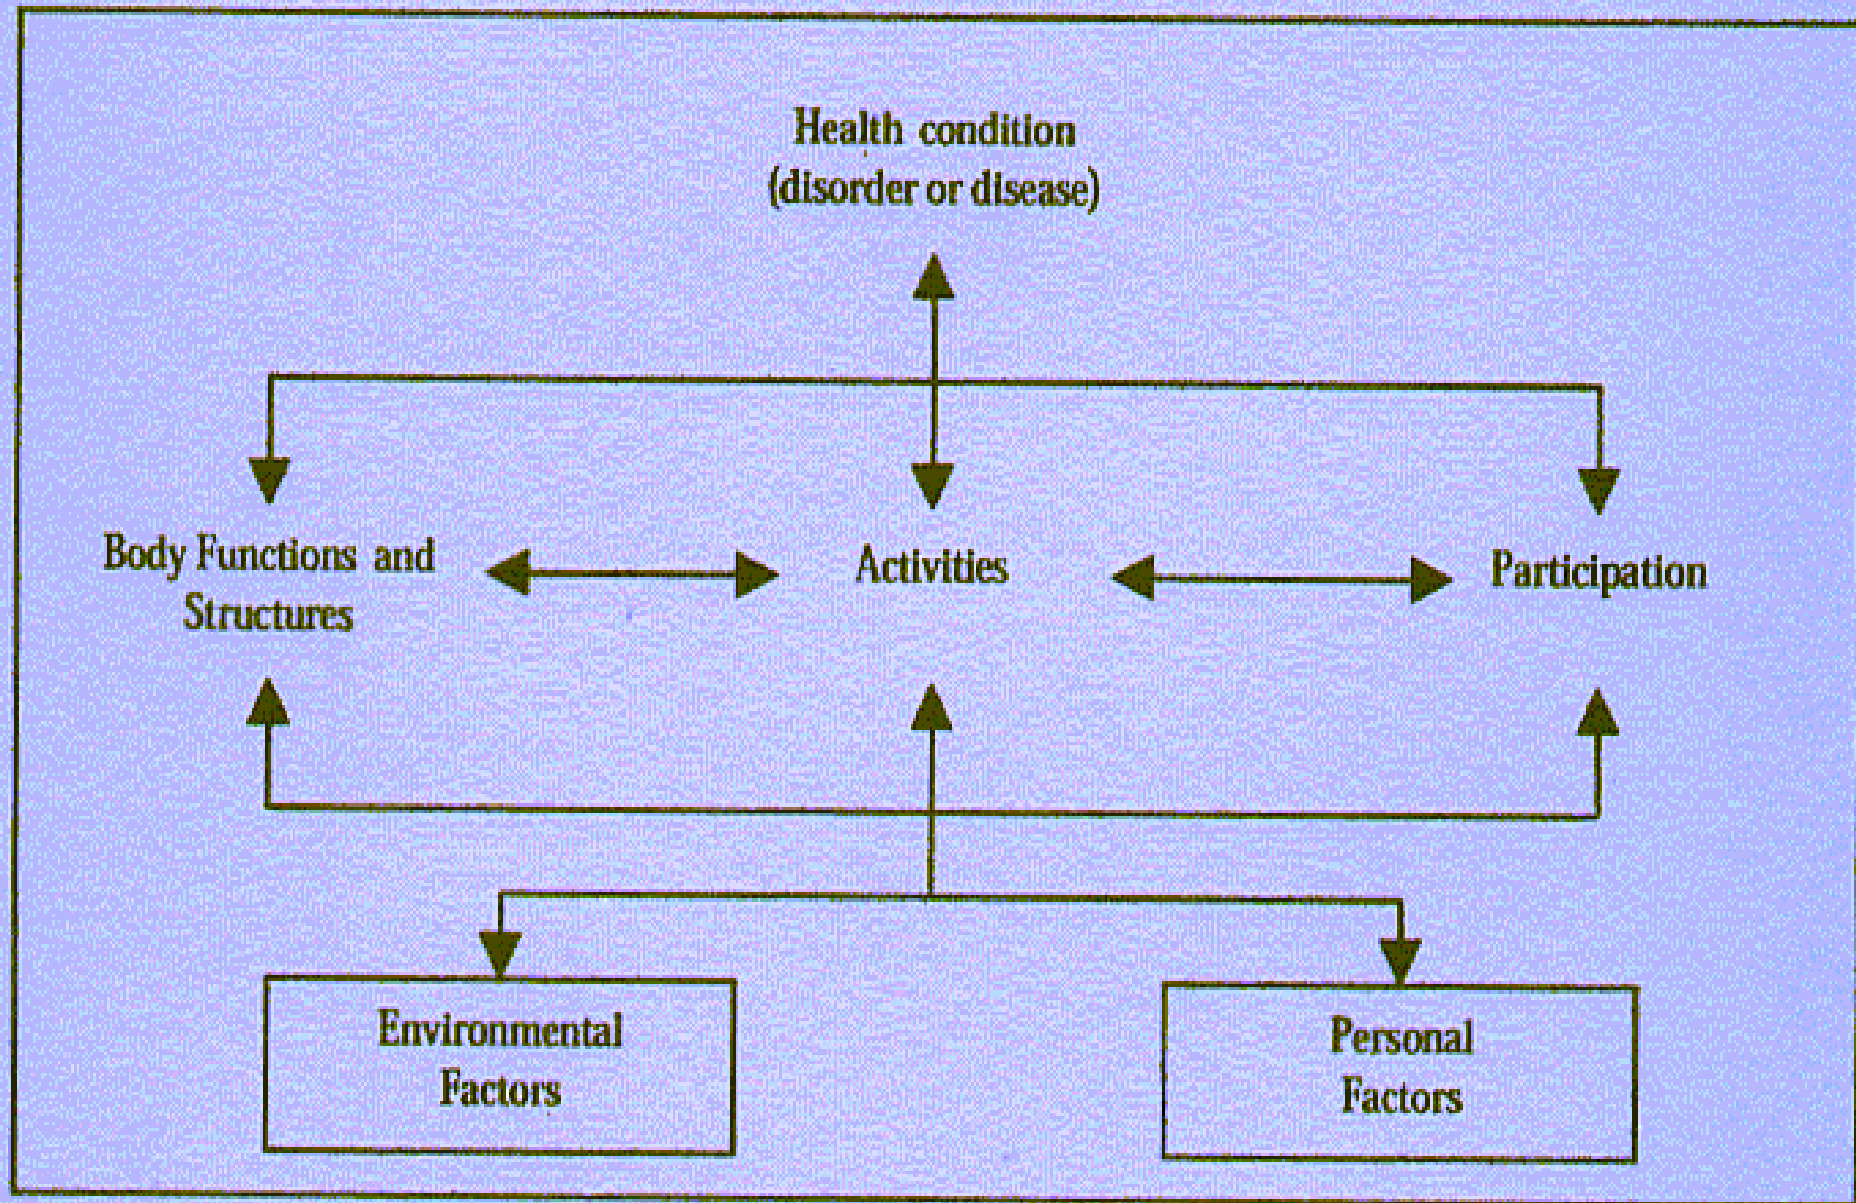 Health condition
(disorder or disease)
Body Functions and
Structures
Activities
Participation
Environmental
Factors
Personal
Factors